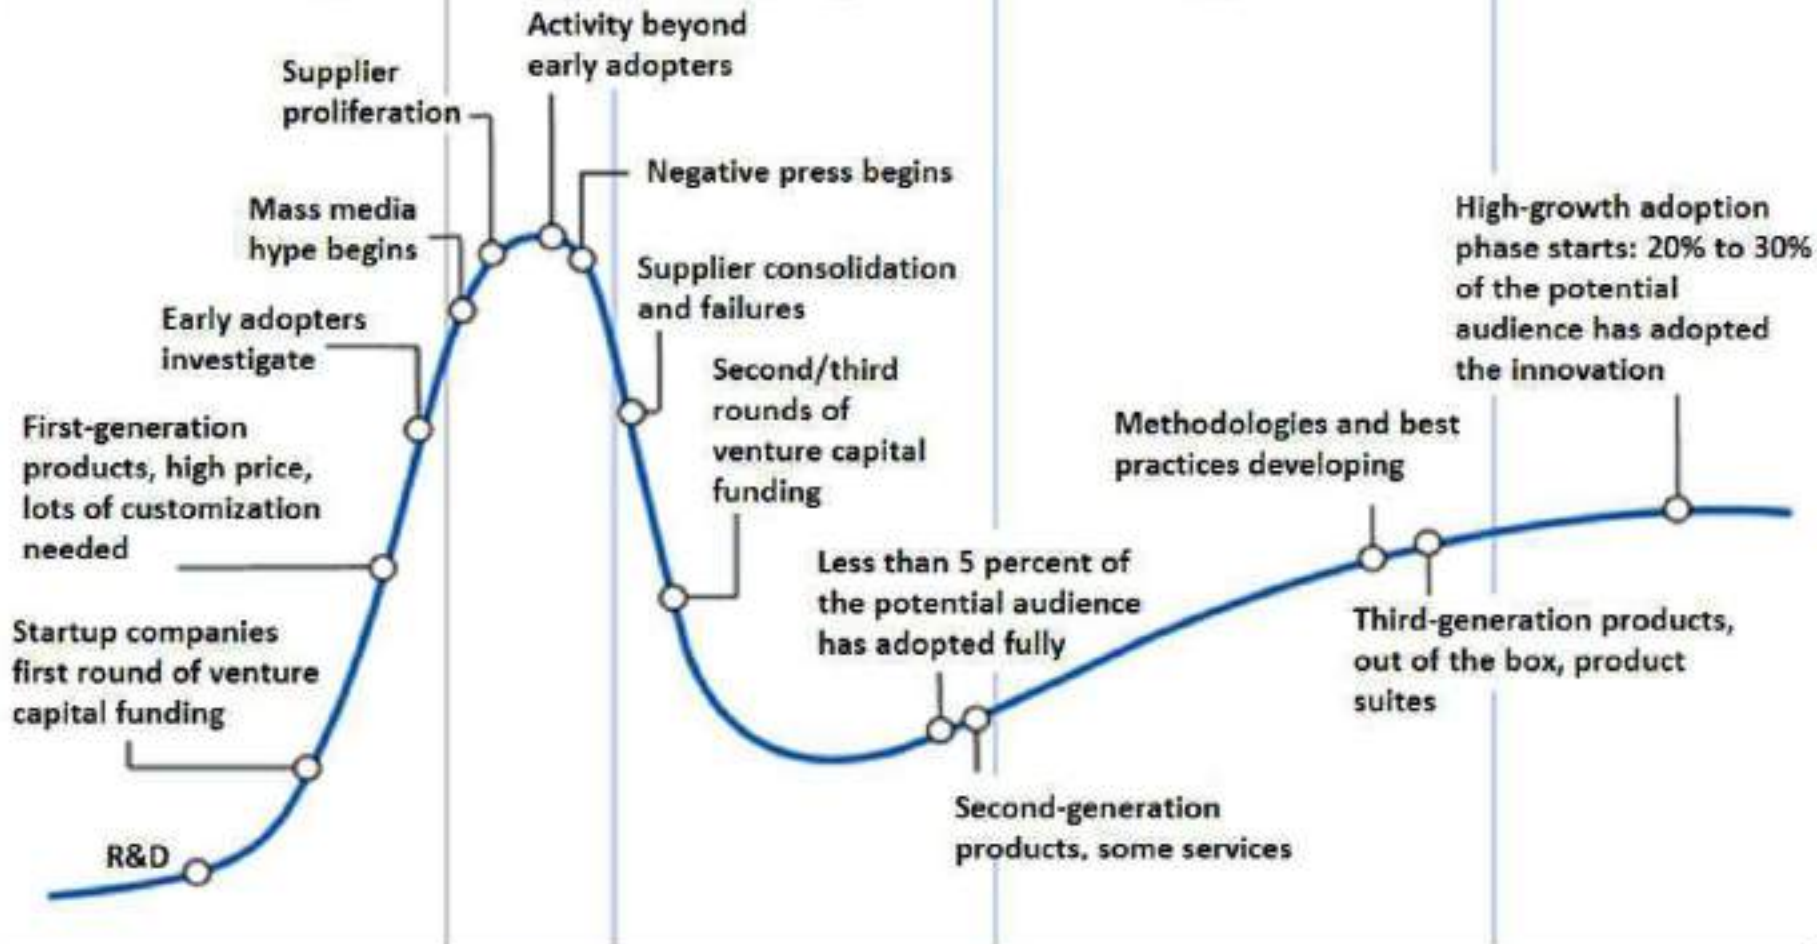 Activity beyond
early adopters
Supplier
proliferation
Negative press begins
Mass media
hype begins
High-growth adoption
phase starts: 20% to 30%
of the potential
audience has adopted
the innovation
Supplier consolidation
and failures
Early adopters
investigate
Second/third
rounds of
venture capital
funding
First-generation
products, high price,
lots of customization
needed
Methodologies and best
practices developing
Less than 5 percent of
the potential audience
has adopted fully
Startup companies
first round of venture
capital funding
Third-generation products,
out of the box, product
suites
Second-generation
products, some services
R&D